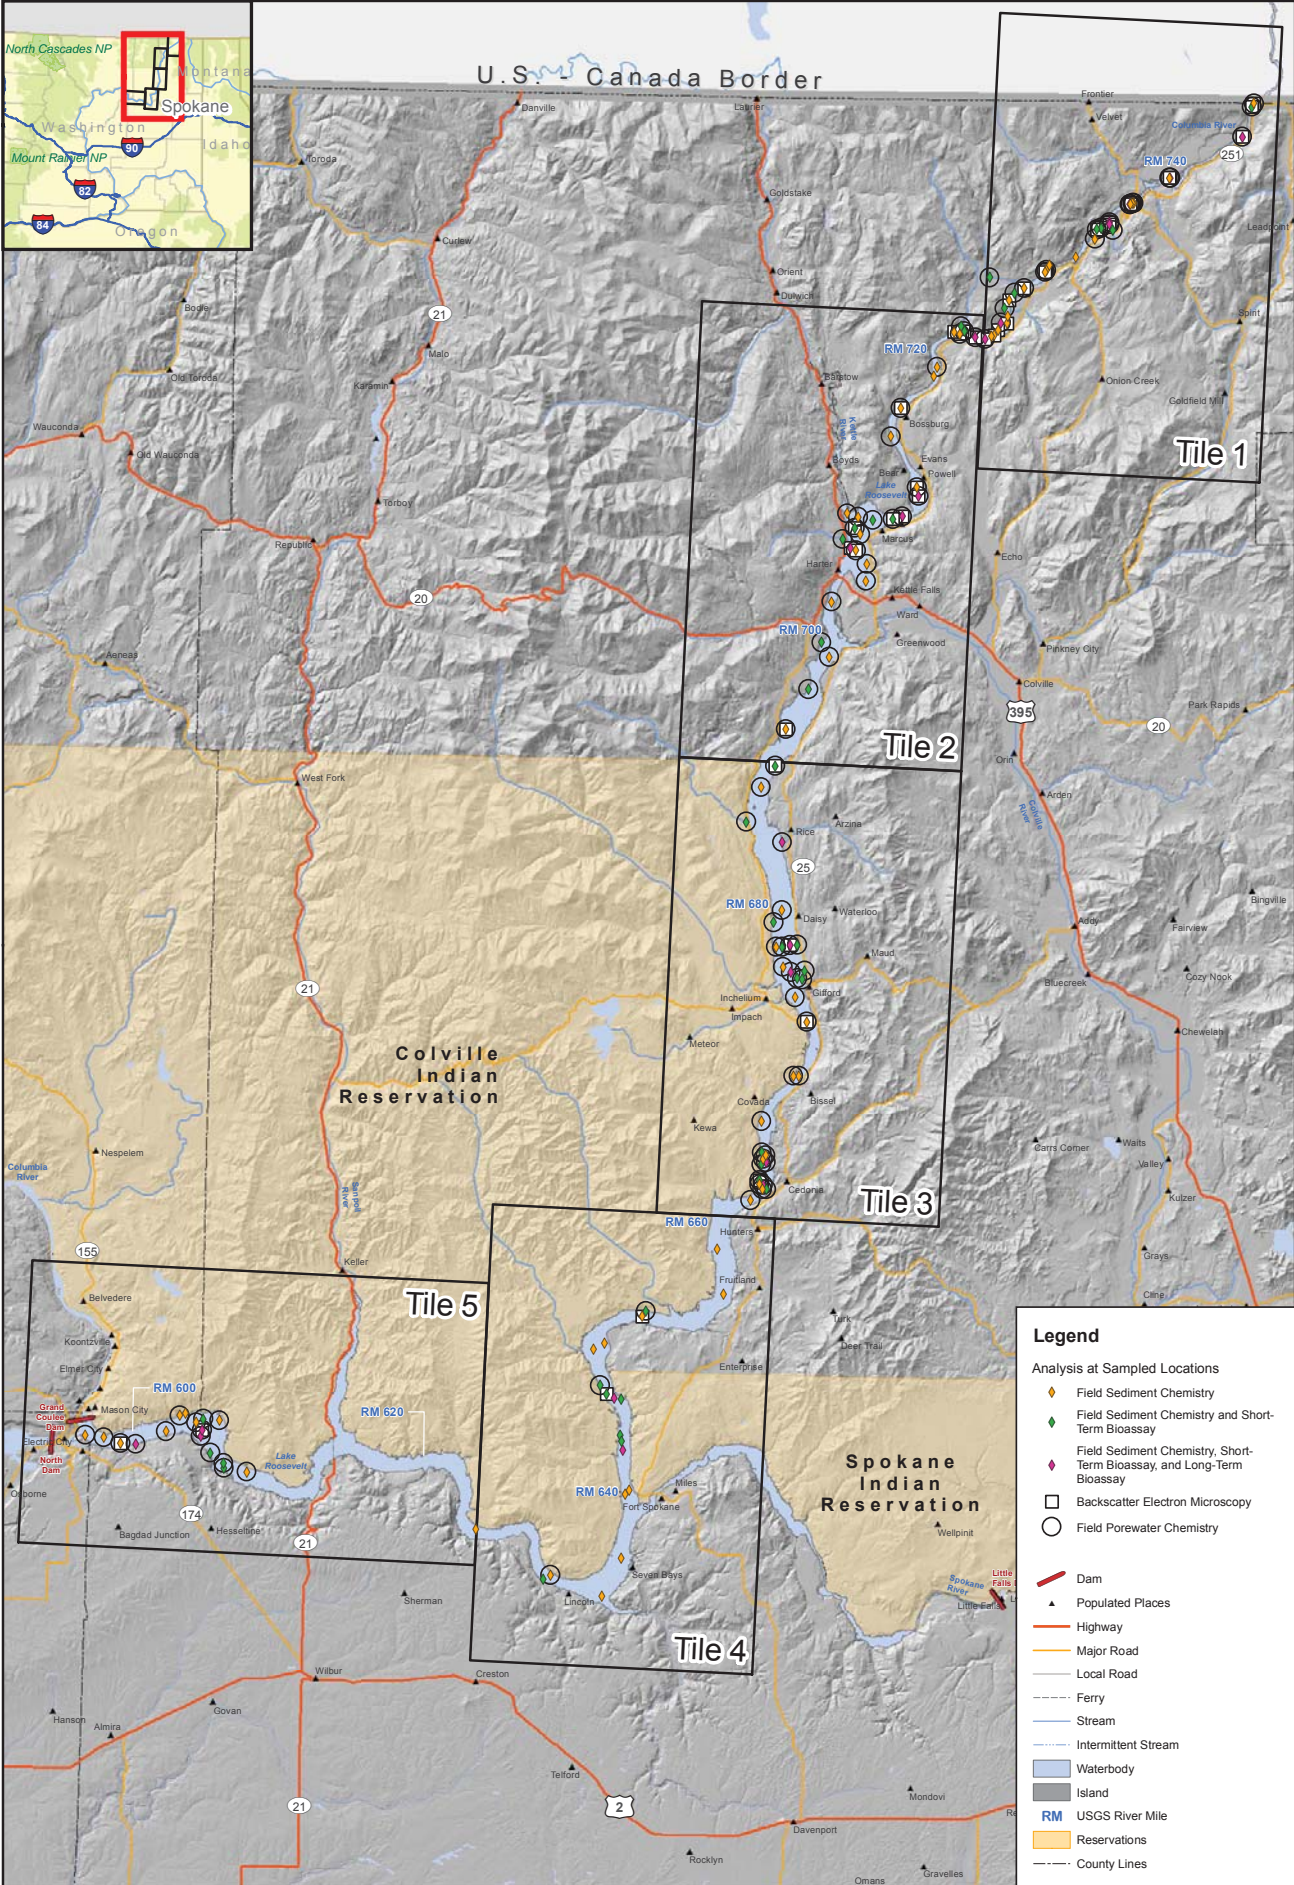 U.S. - Canada Border
North Cascades NP
Montana
Spokane
Washington
Idaho
90
Mount Rainier NP
82
84
Oregon
Danville
Laurier
Frontier
Velvet
Columbia River
251
RM 740
Toroda
Goldstake
Leadpoint
Curlew
Orient
Dulwich
Bodie
21
Spirit
Malo
RM 720
Old Toroda
Karamin
Barstow
Onion Creek
Goldfield Mill
Kettle
River
Bossburg
Wauconda
Old Wauconda
Boyds
Evans
Bear
Powell
Tile 1
Lake
Roosevelt
Torboy
Marcus
Republic
Echo
Harter
20
Kettle Falls
Ward
RM 700
Greenwood
Pinkney City
Aeneas
Colville
395
Park Rapids
20
Tile 2
Orin
West Fork
Arden
Colville
River
Rice
Arzina
25
Bingville
RM 680
Daisy
Waterloo
Addy
Fairview
Maud
Cozy Nook
Bluecreek
21
Inchelium
Gifford
Impach
Chewelah
Meteor
Colville
Indian
Reservation
Covada
Bissel
Kewa
Carrs Corner
Waits
Valley
Nespelem
Columbia
River
Sanpoil
River
Cedonia
Kulzer
Tile 3
RM 660
Hunters
155
Grays
Keller
Fruitland
Cline
Belvedere
Tile 5
Koontzville
Turk
Deer Trail
Elmer City
Enterprise
RM 600
Grand
Coulee
Dam
Mason City
RM 620
Electric City
North
Dam
Lake
Roosevelt
Spokane
Indian
Reservation
RM 640
Miles
Fort Spokane
Osborne
174
Bagdad Junction
Hesseltine
21
Wellpinit
Seven Bays
Spokane
River
Little
Falls
Little Falls
Sherman
Lincoln
Tile 4
Wilbur
Creston
Hanson
Govan
Almira
Telford
21
2
Mondovi
Davenport
Rocklyn
Gravelles
Omans
Legend
Analysis at Sampled Locations
Field Sediment Chemistry
Field Sediment Chemistry and Short-
Term Bioassay
Field Sediment Chemistry, Short-
Term Bioassay, and Long-Term
Bioassay
Backscatter Electron Microscopy
Field Porewater Chemistry
Dam
Populated Places
Highway
Major Road
Local Road
Ferry
Stream
Intermittent Stream
Waterbody
Island
RM USGS River Mile
Reservations
County Lines